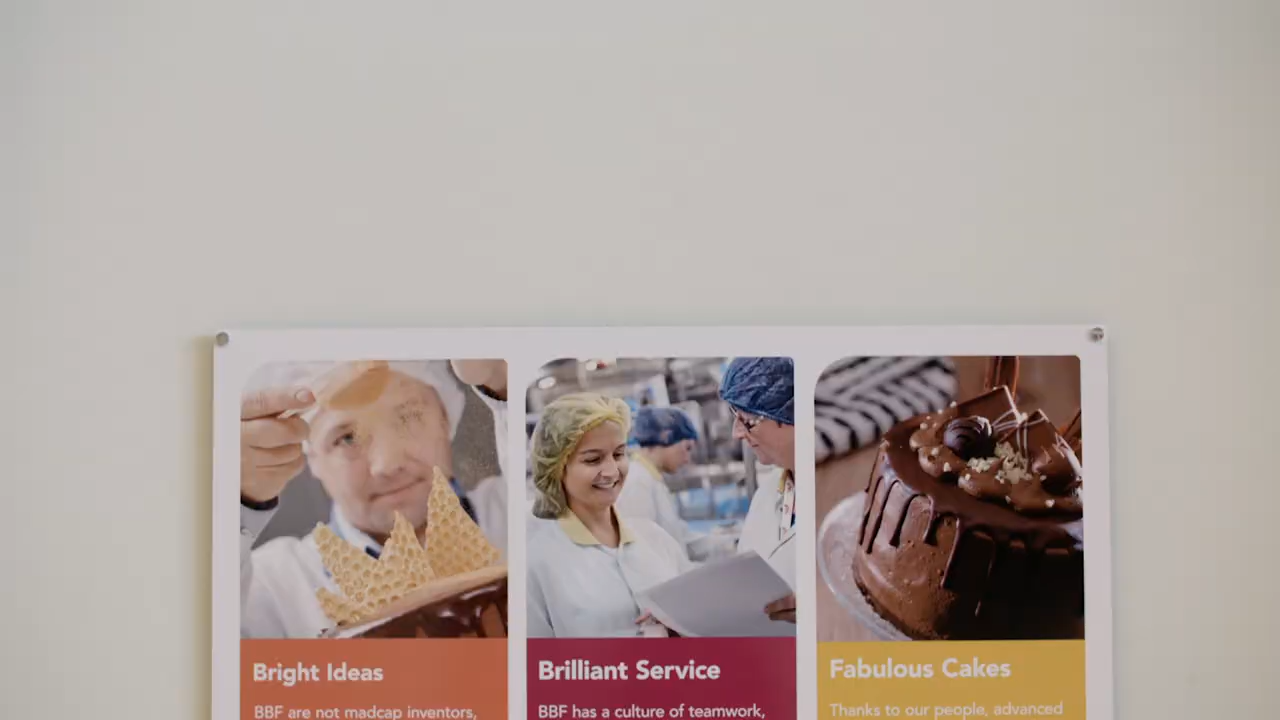 Bright Ideas
BBF are not madcap inventors,
Brilliant Service
BBF has a culture of teamwork,
Fabulous Cakes
Thanks to our people, advanced